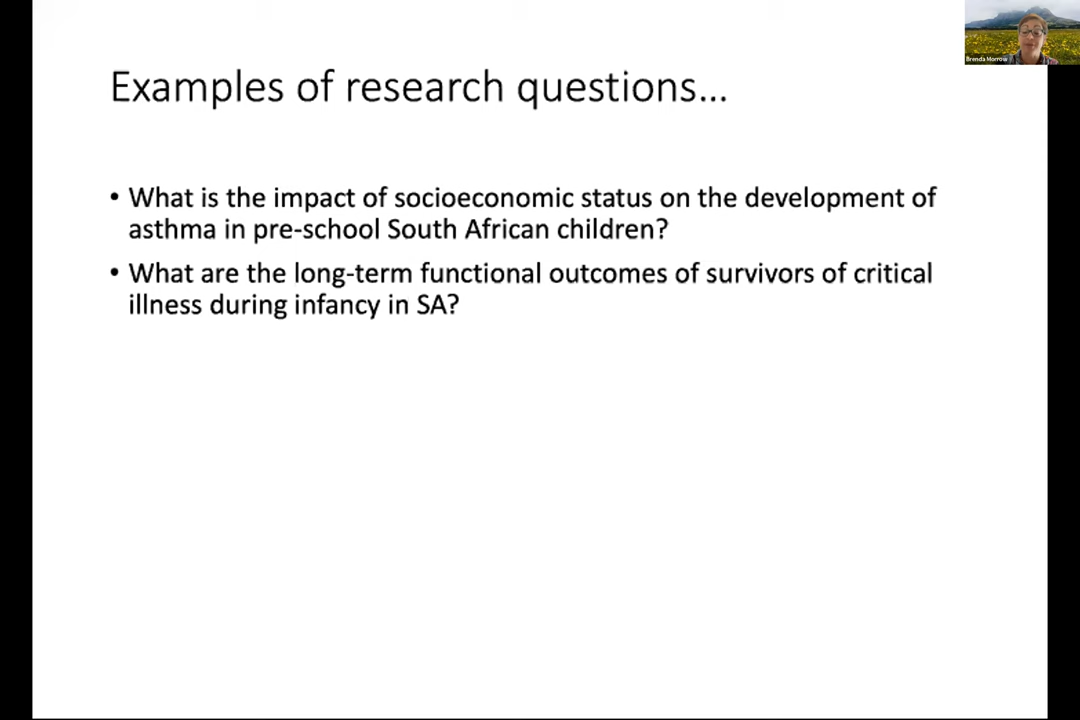 Brenda Morrow
Examples of research questions...
• What is the impact of socioeconomic status on the development of
asthma in pre-school South African children?
• What are the long-term functional outcomes of survivors of critical
illness during infancy in SA?